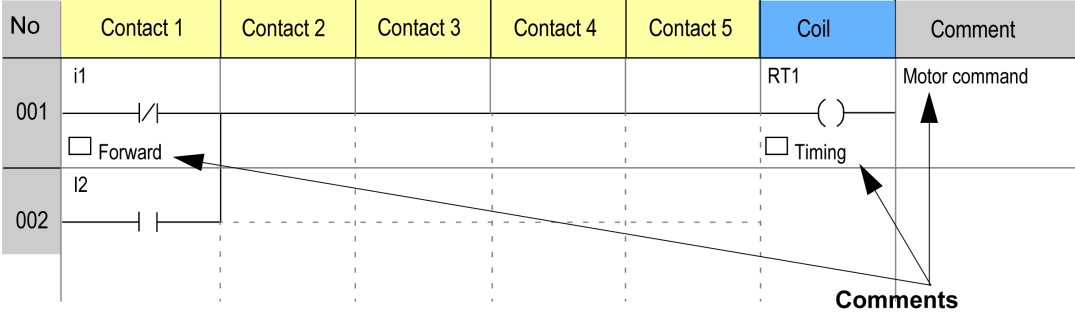 No Contact 1 Contact 2 Contact 3 Contact 4 Contact 5 Coil Comment
i1 RT1 Motor command
001
Forward Timing
I2
002
Comments